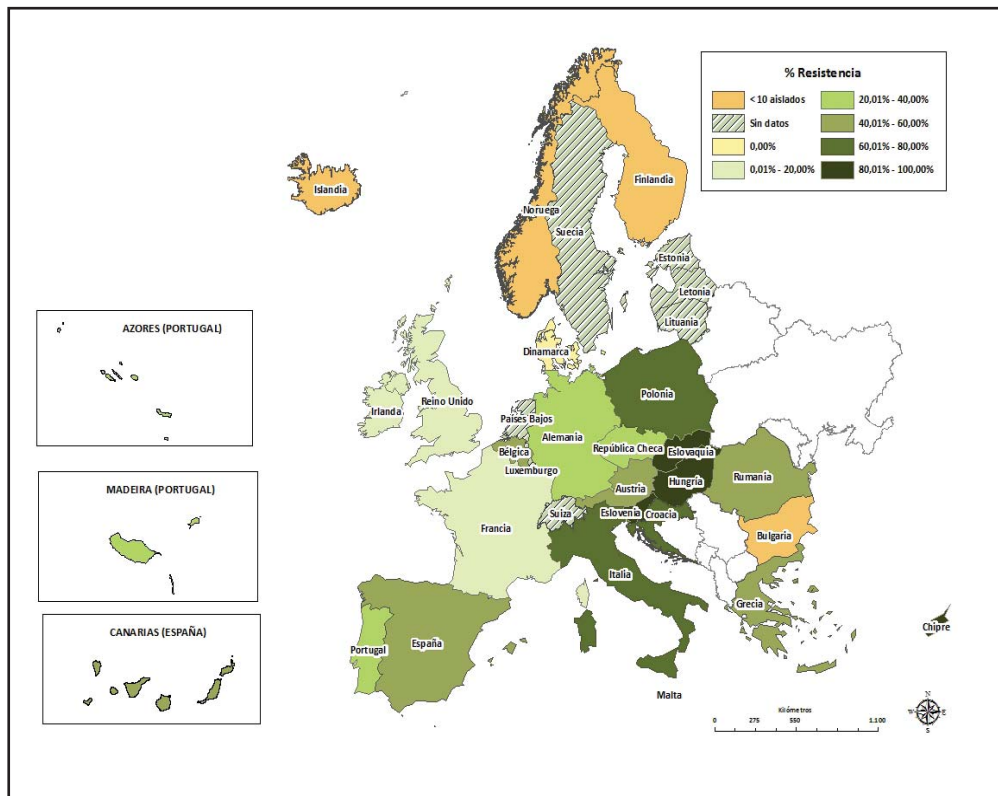 % Resistencia
< 10 aislados
Sin datos
0,00%
0,01% - 20,00%
20,01% - 40,00%
40,01% - 60,00%
60,01% - 80,00%
80,01% - 100,00%
Islandia
Finlandia
Noruega
Suecia
Estonia
Letonia
Lituania
AZORES (PORTUGAL)
Dinamarca
Polonia
Reino Unido
Irlanda
Países Bajos
Alemania
Bélgica
República Checa
Eslovaquia
Luxemburgo
Hungría
Rumania
MADEIRA (PORTUGAL)
Austria
Suiza
Eslovenia
Croacia
Francia
Bulgaria
Italia
Grecia
CANARIAS (ESPAÑA)
Chipre
España
Portugal
Malta
Kilómetros
0 275 550 1.100
N
O E
S